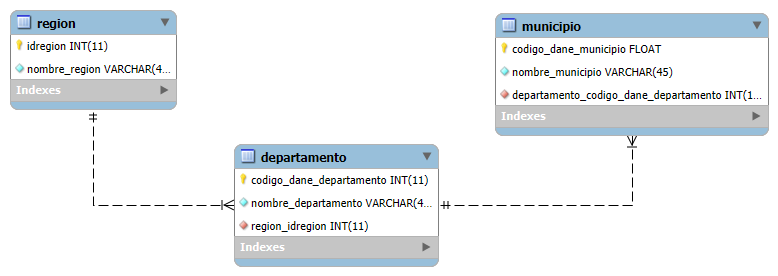 region
idregion INT(11)
nombre_region VARCHAR(4...
Indexes
municipio
codigo_dane_municipio FLOAT
nombre_municipio VARCHAR(45)
departamento_codigo_dane_departamento INT(1...
Indexes
departamento
codigo_dane_departamento INT(11)
nombre_departamento VARCHAR(4...
region_idregion INT(11)
Indexes